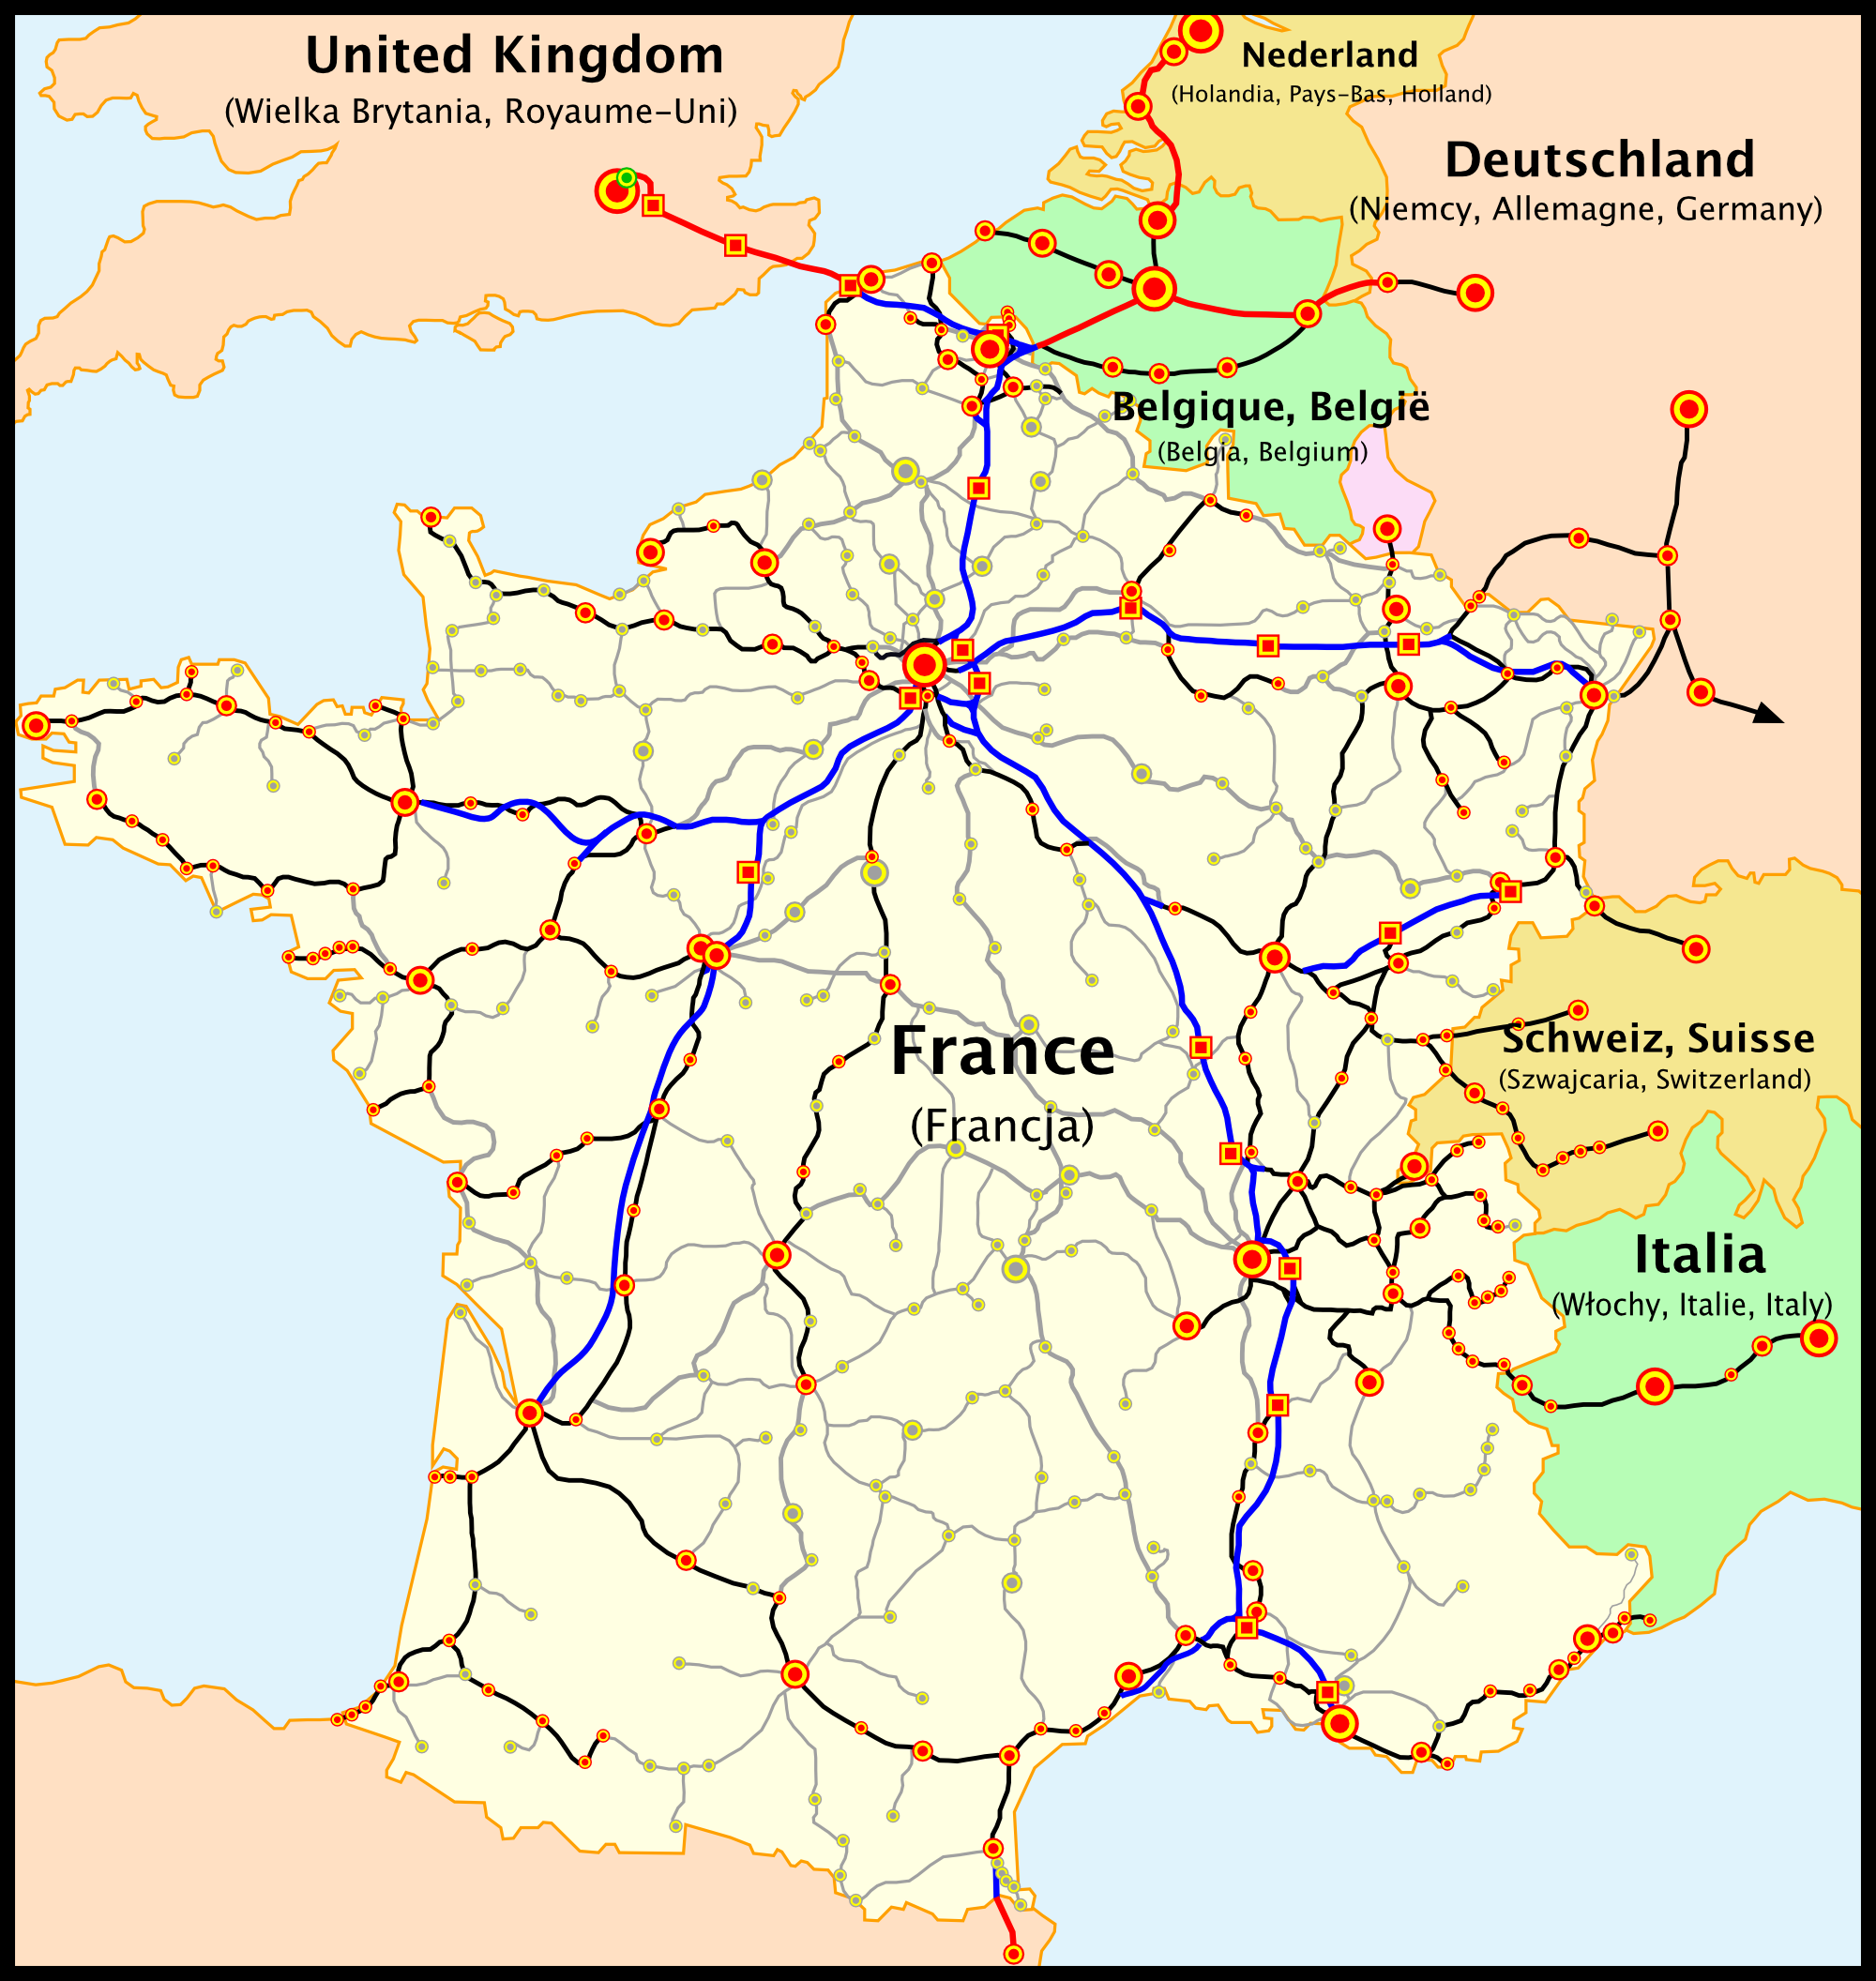 United Kingdom
(Wielka Brytania, Royaume-Uni)
Nederland
(Holandia, Pays-Bas, Holland)
Deutschland
(Niemcy, Allemagne, Germany)
Belgique, België
(Belgia, Belgium)
France
(Francja)
Schweiz, Suisse
(Szwajcaria, Switzerland)
Italia
(Włochy, Italie, Italy)